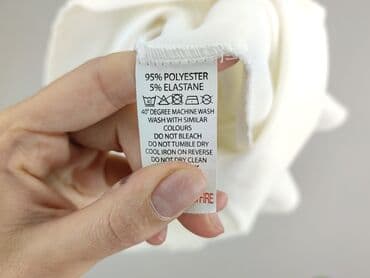 95% POLYESTER
5% ELASTANE
40° DEGREE MACHINE WASH
WASH WITH SIMILAR
COLOURS
DO NOT BLEACH
DO NOT TUMBLE DRY
COOL IRON ON REVERSE
DO NOT DRY CLEAN
FIRE